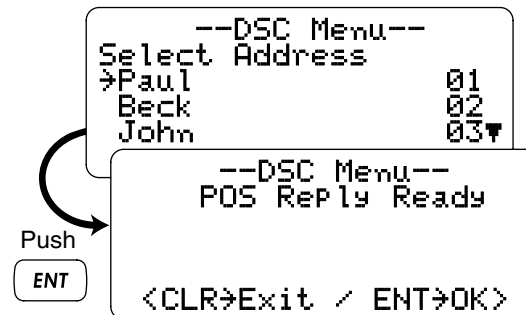 --DSC Menu--
Select Address
→Paul 01
Beck 02
John 03▼
--DSC Menu--
POS Reply Ready
Push
ENT
<CLR→Exit / ENT→OK>